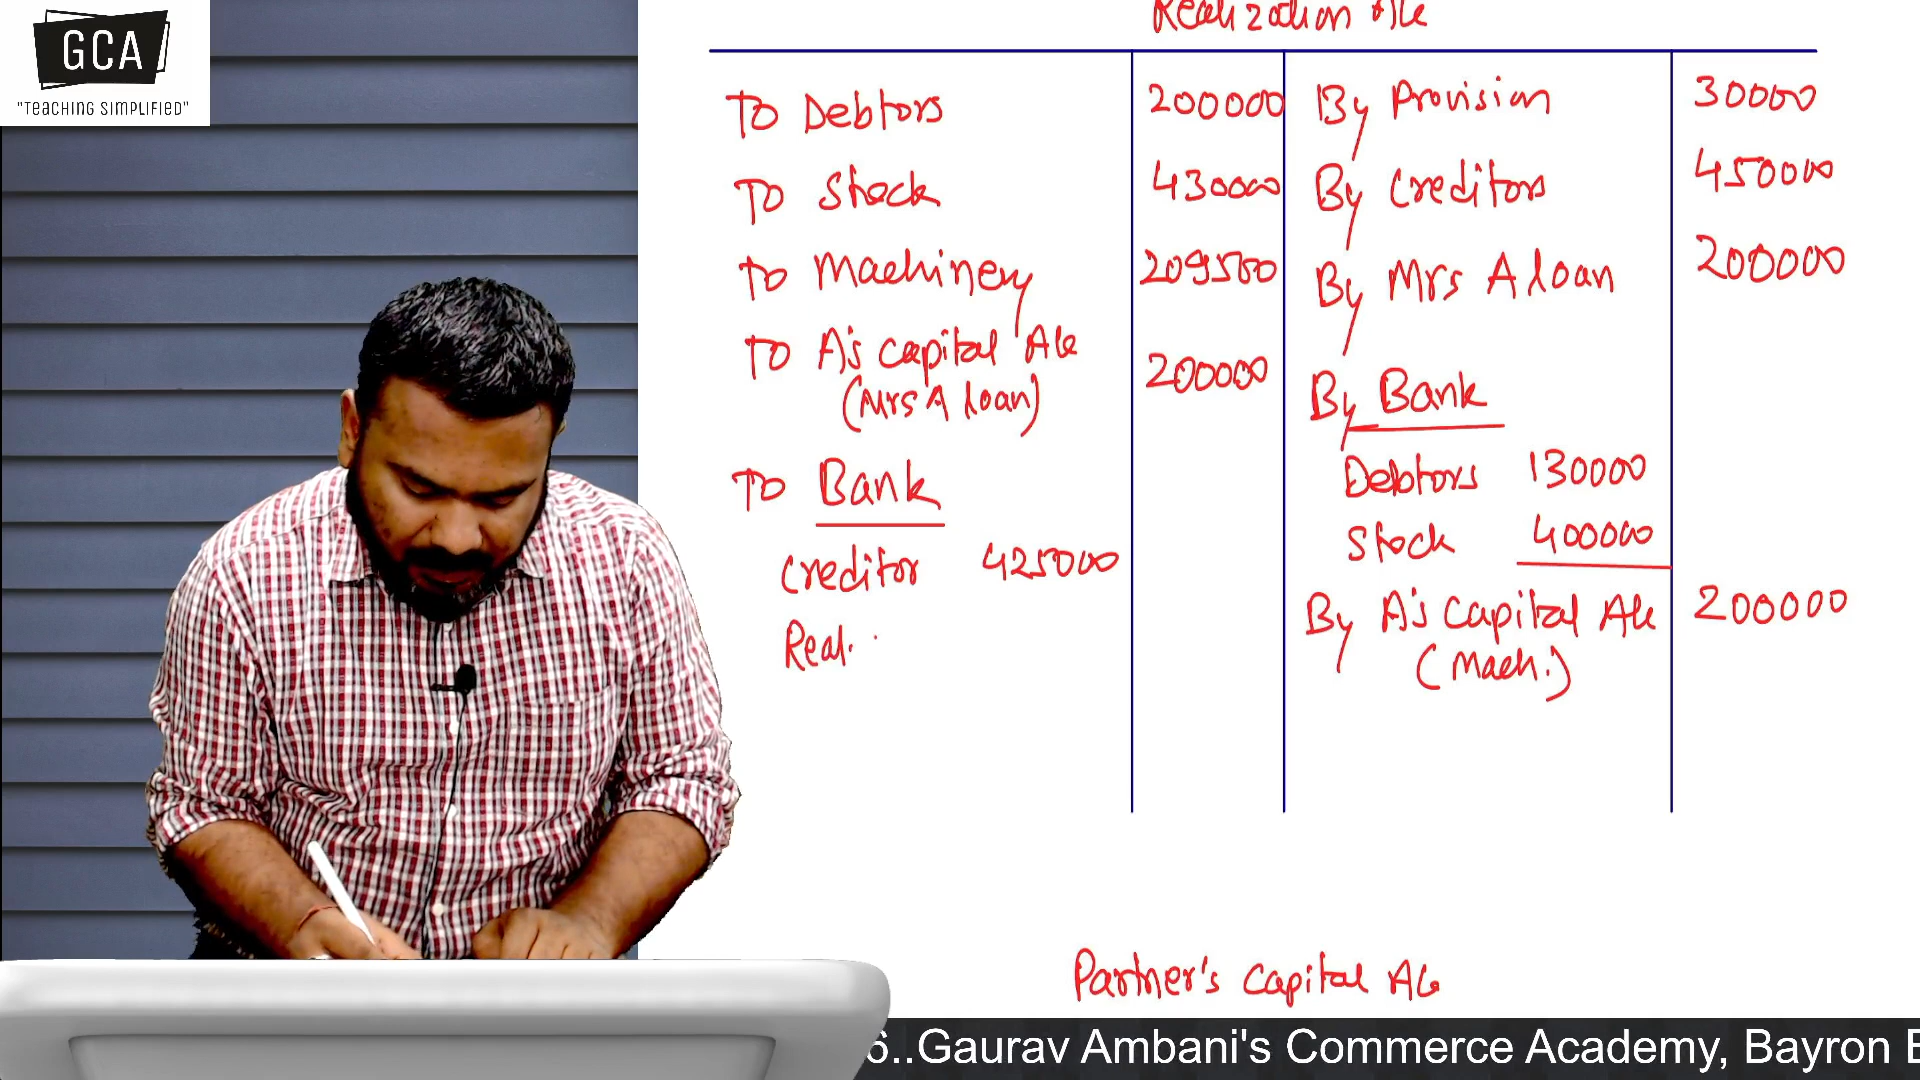 GCA
"TEACHING SIMPLIFIED"
Realization A/c
To Debtors 200000 By Provision 30000
To Stock 430000 By Creditors 450000
To Machinery 209500 By Mrs A loan 200000
To A's Capital A/c 200000 By Bank
(Mrs A loan)
To Bank Debtors 130000
Creditor 425000 Stock 400000
Real. By A's Capital A/c 200000
(Mach.)
Partner's Capital A/c
6..Gaurav Ambani's Commerce Academy, Bayron